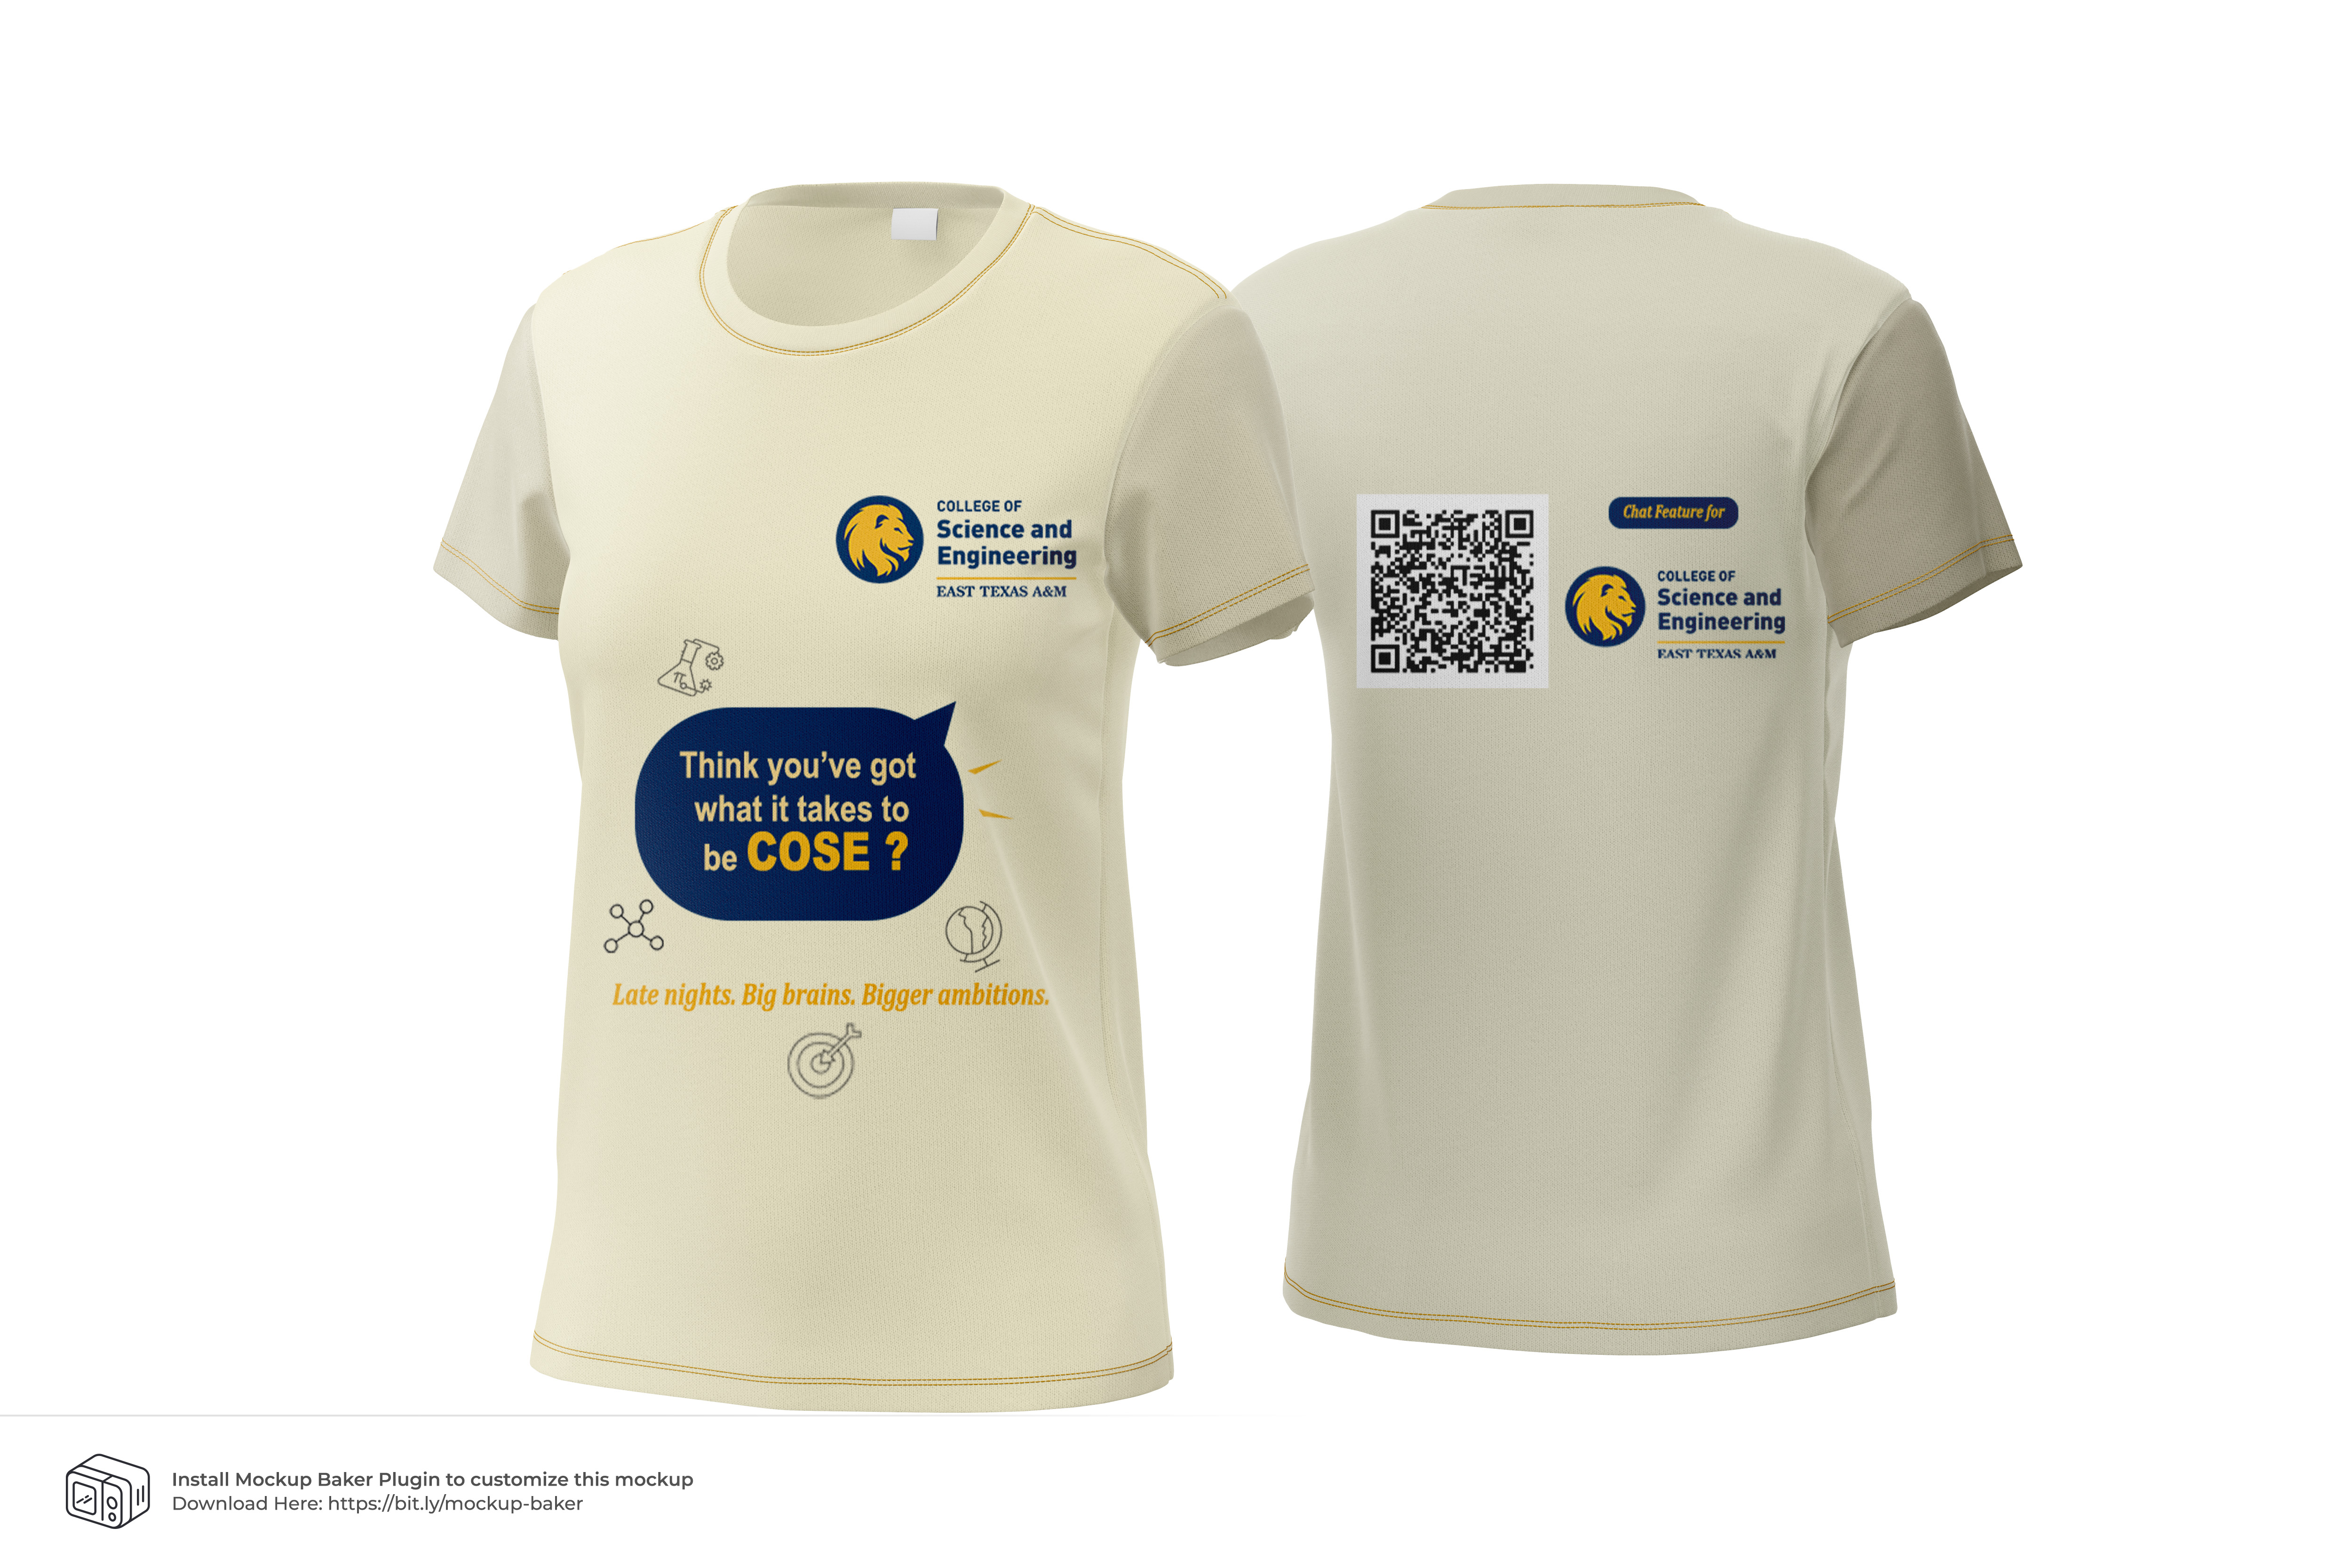 COLLEGE OF
Science and
Engineering
EAST TEXAS A&M
π
Think you've got
what it takes to
be COSE ?
Late nights. Big brains. Bigger ambitions.
Chat Feature for
COLLEGE OF
Science and
Engineering
EAST TEXAS A&M
Install Mockup Baker Plugin to customize this mockup
Download Here: https://bit.ly/mockup-baker